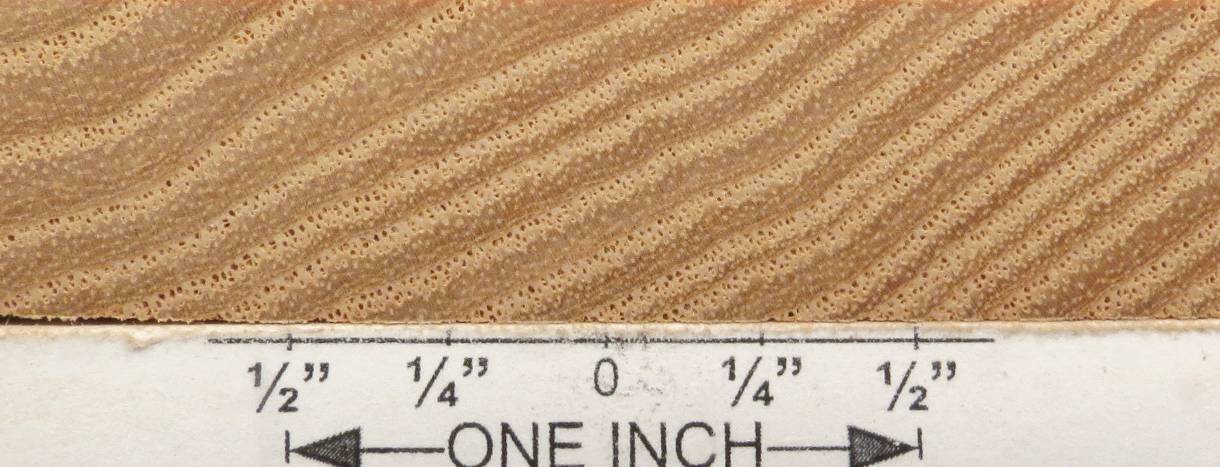 ½” ¼” 0 ¼” ½”
ONE INCH